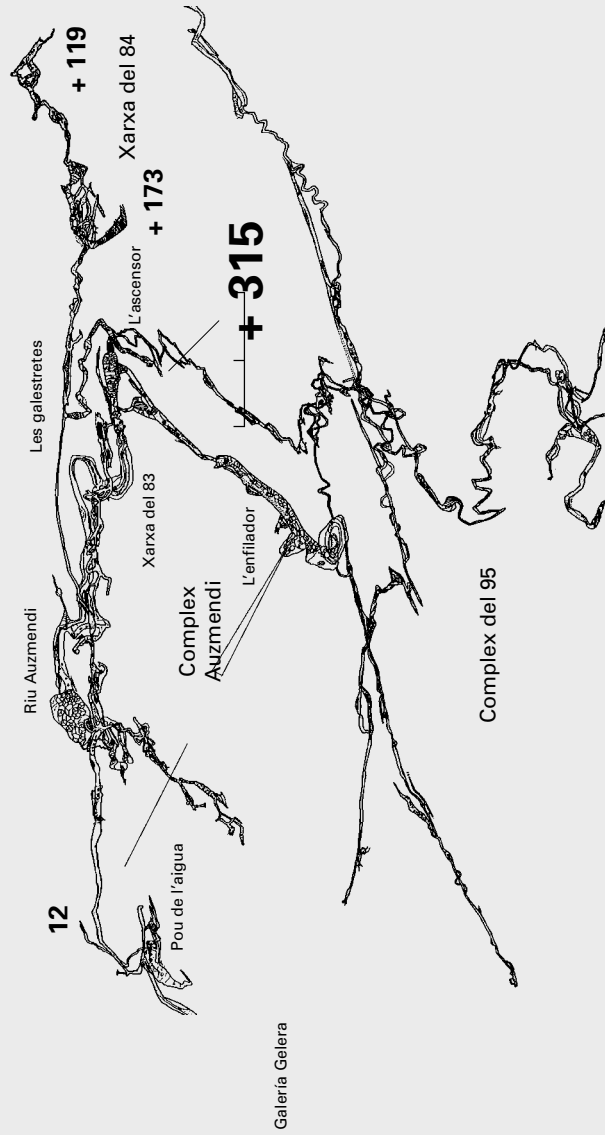 Galería Gelera
12
Pou de l'aigua
Riu Auzmendi
Xarxa del 83
Les galestretes
L'ascensor
+ 173
Xarxa del 84
+ 119
+ 315
L'enfilador
Complex
Auzmendi
Complex del 95